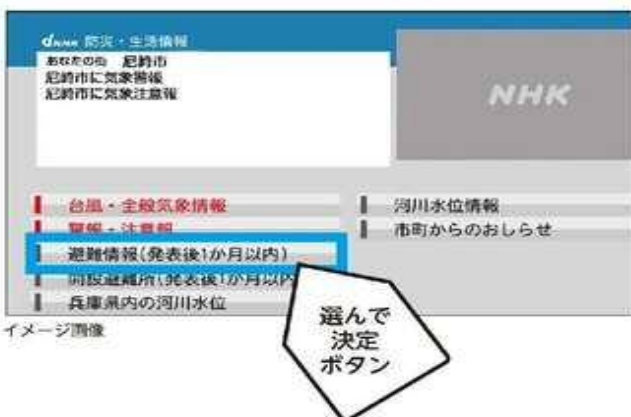 dNHK 防災・生活情報
あなたの街 尼崎市
尼崎市に気象警報
尼崎市に気象注意報
NHK
台風・全般気象情報
警報・注意報
避難情報(発表後1か月以内)
開設避難所(発表後1か月以内
兵庫県内の河川水位
河川水位情報
市町からのおしらせ
イメージ画像
選んで
決定
ボタン